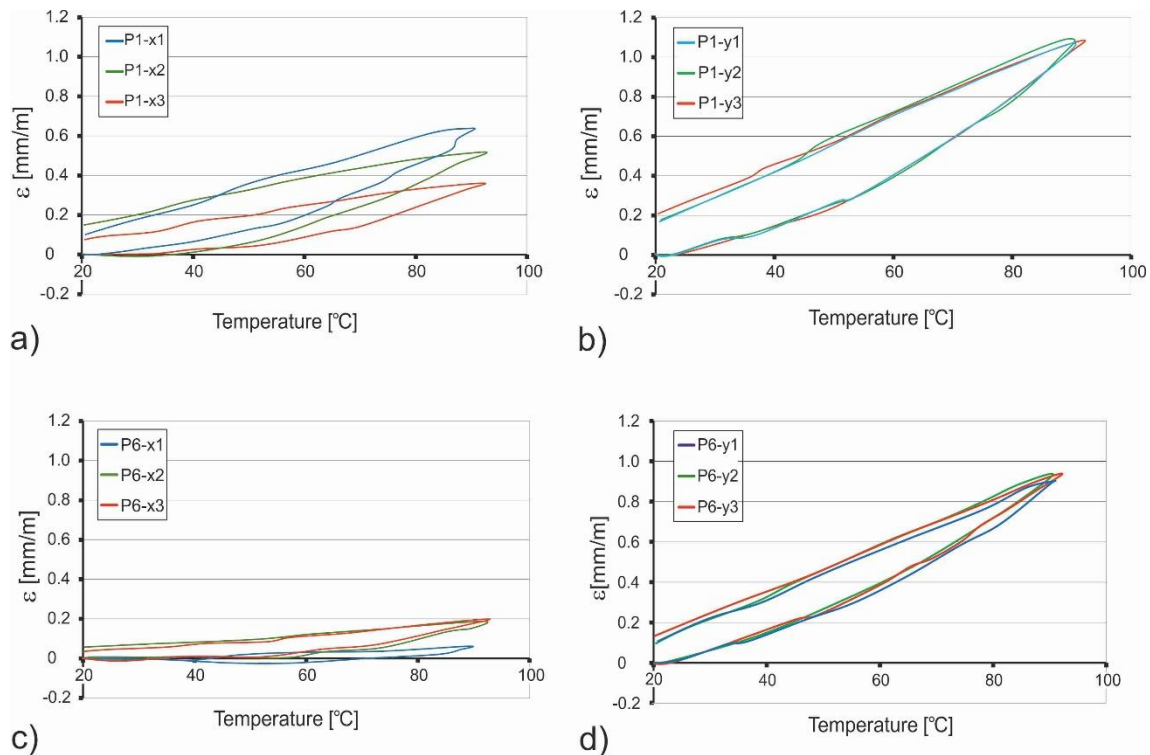 1.2
1.0
0.8
0.6
0.4
0.2
0
-0.2
ε [mm/m]
P1-x1
P1-x2
P1-x3
20 40 60 80 100
Temperature [°C]
a)
1.2
1.0
0.8
0.6
0.4
0.2
0
-0.2
ε [mm/m]
P1-y1
P1-y2
P1-y3
20 40 60 80 100
Temperature [°C]
b)
1.2
1.0
0.8
0.6
0.4
0.2
0
-0.2
ε [mm/m]
P6-x1
P6-x2
P6-x3
20 40 60 80 100
Temperature [°C]
c)
1.2
1.0
0.8
0.6
0.4
0.2
0
-0.2
ε[mm/m]
P6-y1
P6-y2
P6-y3
20 40 60 80 100
Temperature [°C]
d)